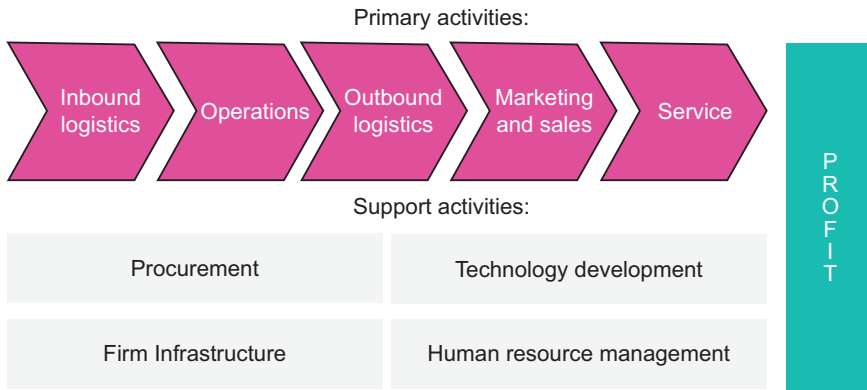 Primary activities:
Inbound
logistics
Operations
Outbound
logistics
Marketing
and sales
Service
Support activities:
Procurement
Technology development
Firm Infrastructure
Human resource management
PROFIT